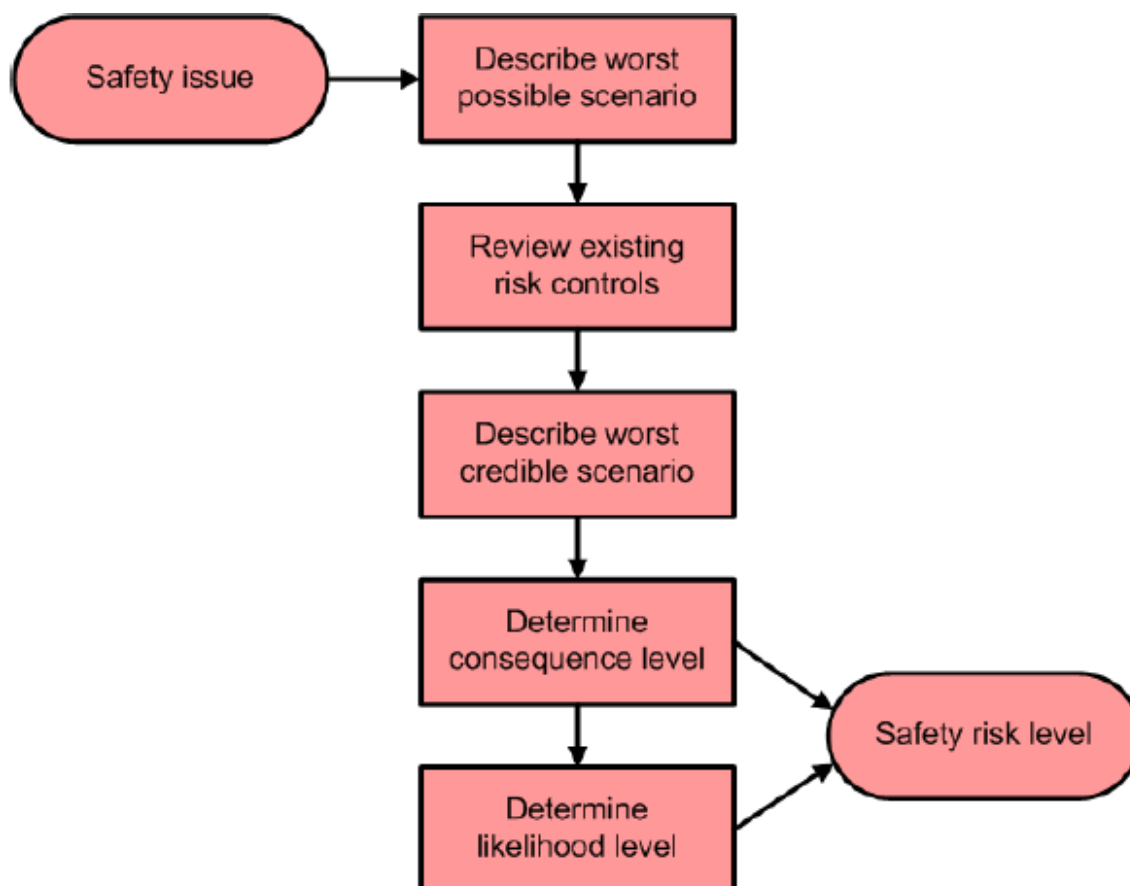 Safety issue
Describe worst
possible scenario
Review existing
risk controls
Describe worst
credible scenario
Determine
consequence level
Safety risk level
Determine
likelihood level